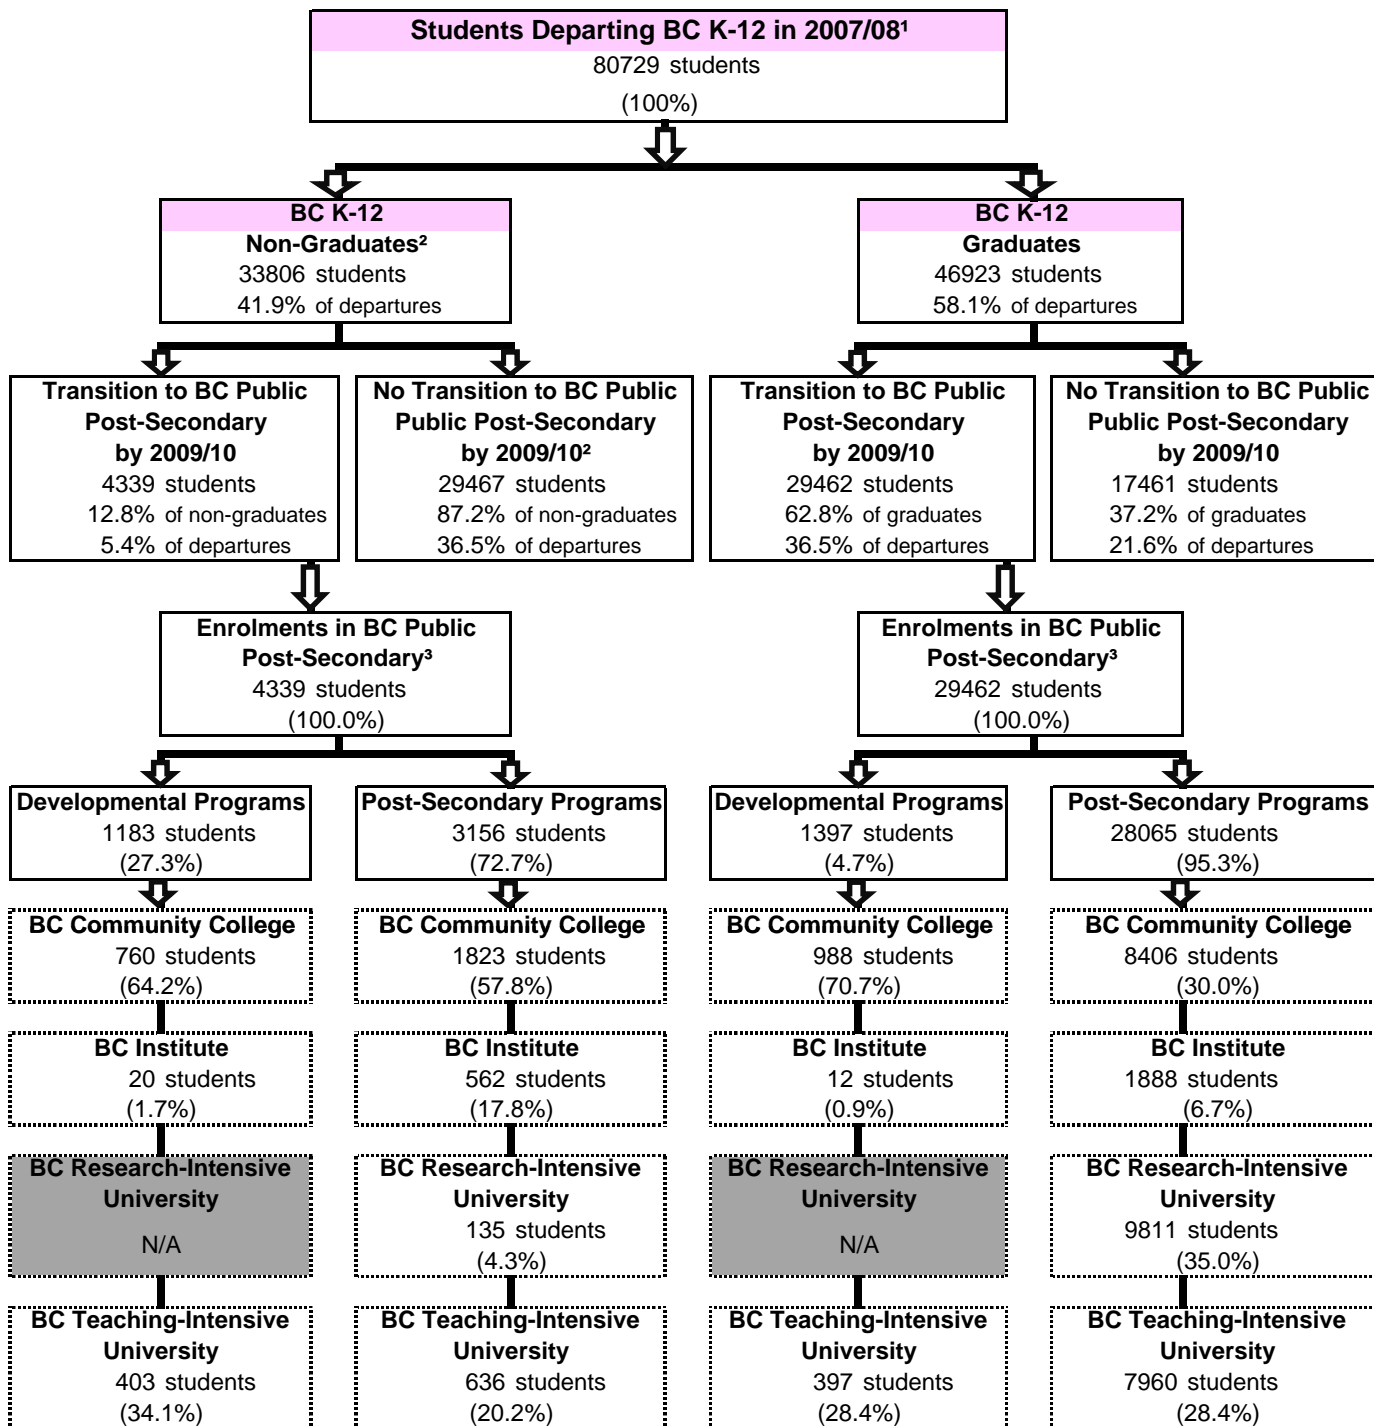 Students Departing BC K-12 in 2007/08¹
80729 students
(100%)
BC K-12
Non-Graduates²
33806 students
41.9% of departures
BC K-12
Graduates
46923 students
58.1% of departures
Transition to BC Public
Post-Secondary
by 2009/10
4339 students
12.8% of non-graduates
5.4% of departures
No Transition to BC Public
Public Post-Secondary
by 2009/10²
29467 students
87.2% of non-graduates
36.5% of departures
Transition to BC Public
Post-Secondary
by 2009/10
29462 students
62.8% of graduates
36.5% of departures
No Transition to BC Public
Public Post-Secondary
by 2009/10
17461 students
37.2% of graduates
21.6% of departures
Enrolments in BC Public
Post-Secondary³
4339 students
(100.0%)
Enrolments in BC Public
Post-Secondary³
29462 students
(100.0%)
Developmental Programs
1183 students
(27.3%)
Post-Secondary Programs
3156 students
(72.7%)
Developmental Programs
1397 students
(4.7%)
Post-Secondary Programs
28065 students
(95.3%)
BC Community College
760 students
(64.2%)
BC Community College
1823 students
(57.8%)
BC Community College
988 students
(70.7%)
BC Community College
8406 students
(30.0%)
BC Institute
20 students
(1.7%)
BC Institute
562 students
(17.8%)
BC Institute
12 students
(0.9%)
BC Institute
1888 students
(6.7%)
BC Research-Intensive
University
N/A
BC Research-Intensive
University
135 students
(4.3%)
BC Research-Intensive
University
N/A
BC Research-Intensive
University
9811 students
(35.0%)
BC Teaching-Intensive
University
403 students
(34.1%)
BC Teaching-Intensive
University
636 students
(20.2%)
BC Teaching-Intensive
University
397 students
(28.4%)
BC Teaching-Intensive
University
7960 students
(28.4%)